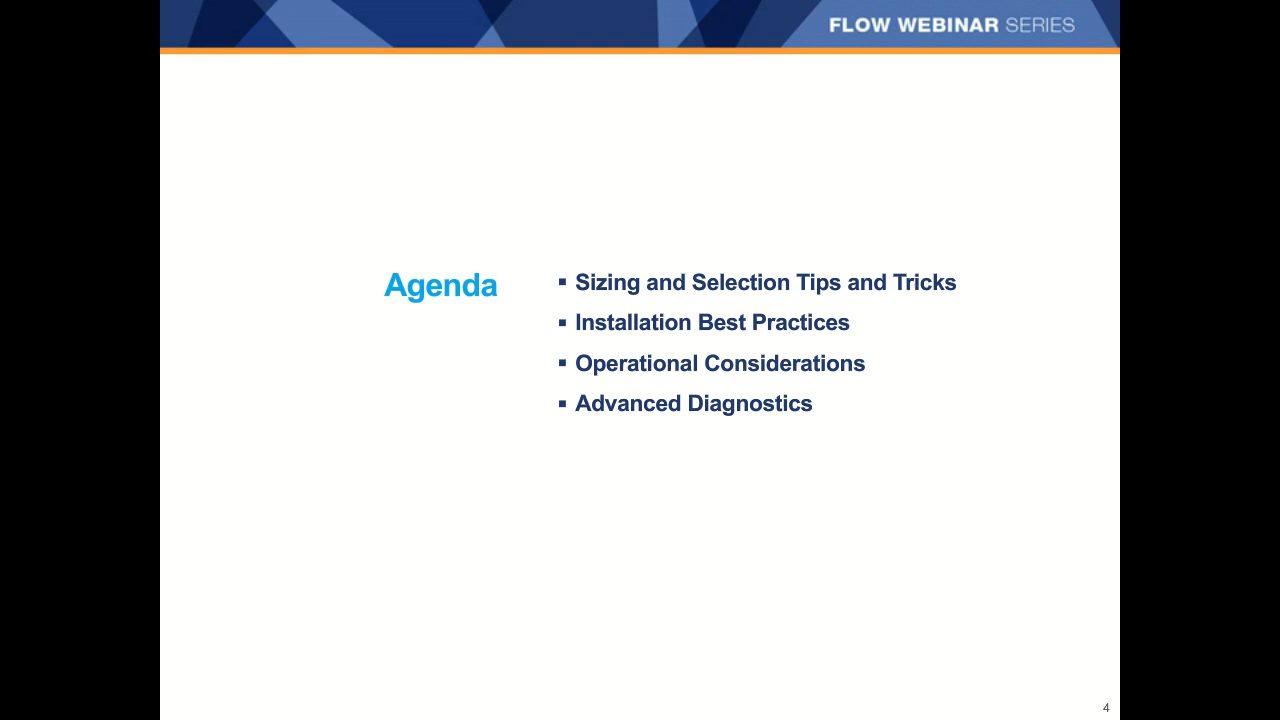 FLOW WEBINAR SERIES
Agenda
▪ Sizing and Selection Tips and Tricks
▪ Installation Best Practices
▪ Operational Considerations
▪ Advanced Diagnostics
4